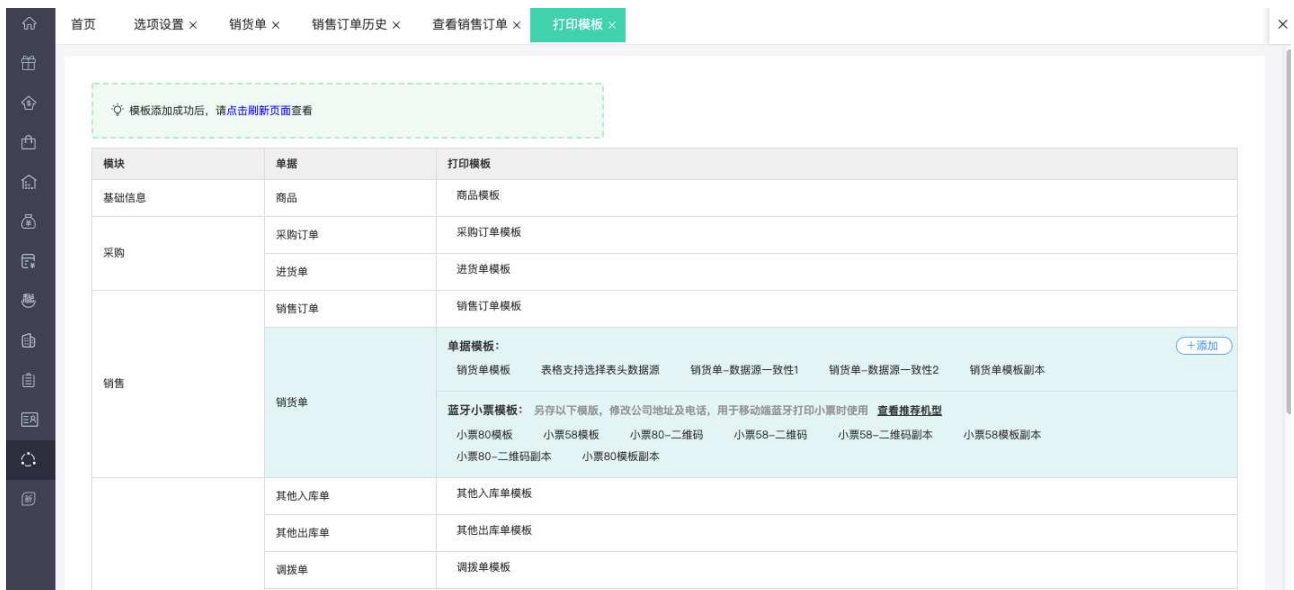 首页 选项设置 × 销货单 × 销售订单历史 × 查看销售订单 × 打印模板 ×
模板添加成功后，请点击刷新页面查看
模块 单据 打印模板
基础信息 商品 商品模板
采购 采购订单 采购订单模板
进货单 进货单模板
销售 销售订单 销售订单模板
销货单 单据模板： +添加
销货单模板 表格支持选择表头数据源 销货单-数据源一致性1 销货单-数据源一致性2 销货单模板副本
蓝牙小票模板： 另存以下模版，修改公司地址及电话，用于移动端蓝牙打印小票时使用 查看推荐机型
小票80模板 小票58模板 小票80-二维码 小票58-二维码 小票58-二维码副本 小票58模板副本
小票80-二维码副本 小票80模板副本
其他入库单 其他入库单模板
其他出库单 其他出库单模板
调拨单 调拨单模板